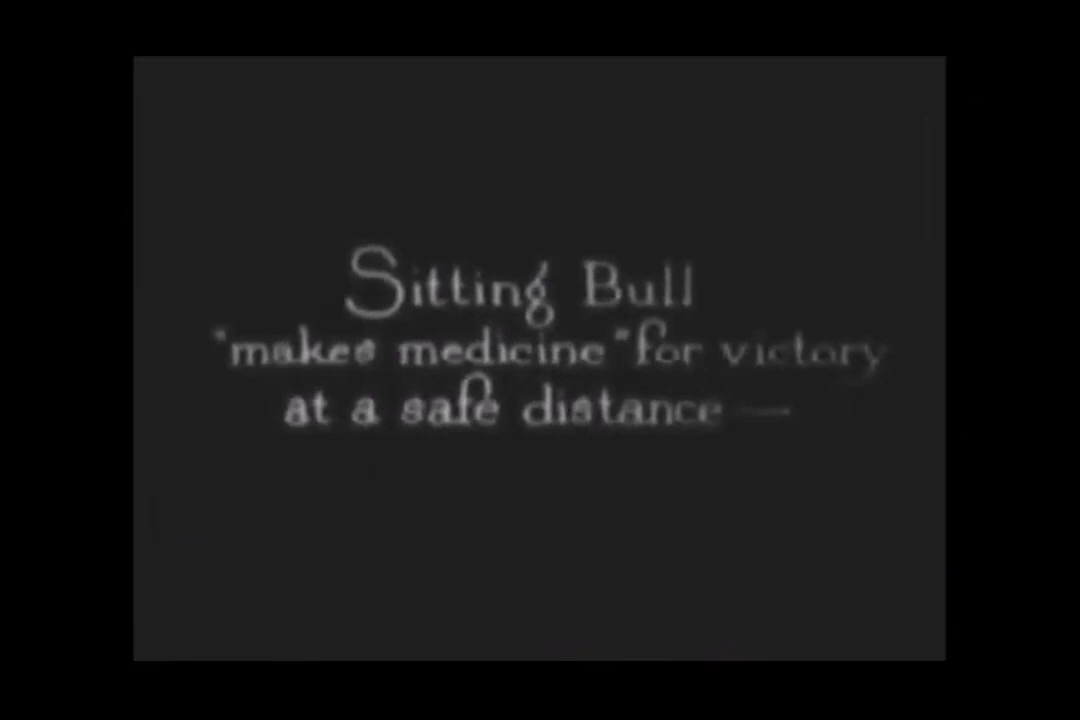 Sitting Bull
"makes medicine" for victory
at a safe distance —